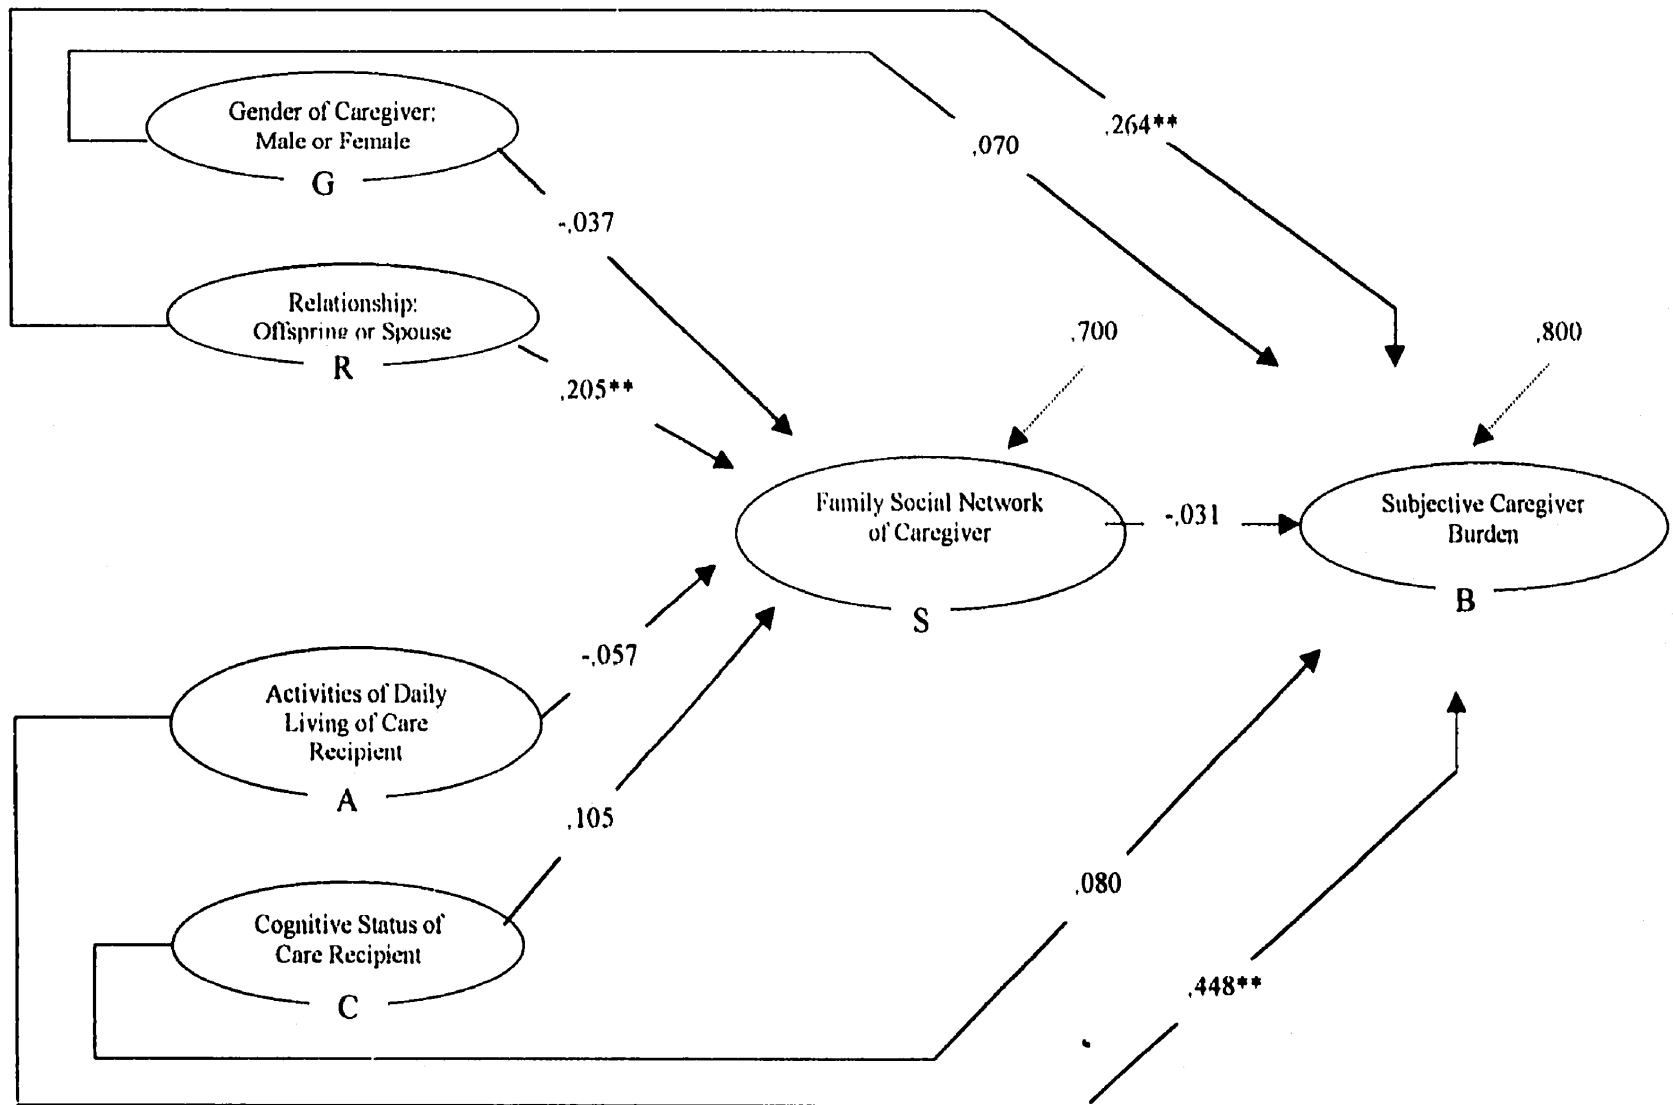 Gender of Caregiver:
Male or Female
G
.264**
.070
-.037
Relationship:
Offspring or Spouse
R
.205**
.700
.800
Family Social Network
of Caregiver
S
-.031
Subjective Caregiver
Burden
B
-.057
Activities of Daily
Living of Care
Recipient
A
.105
.080
Cognitive Status of
Care Recipient
C
.448**